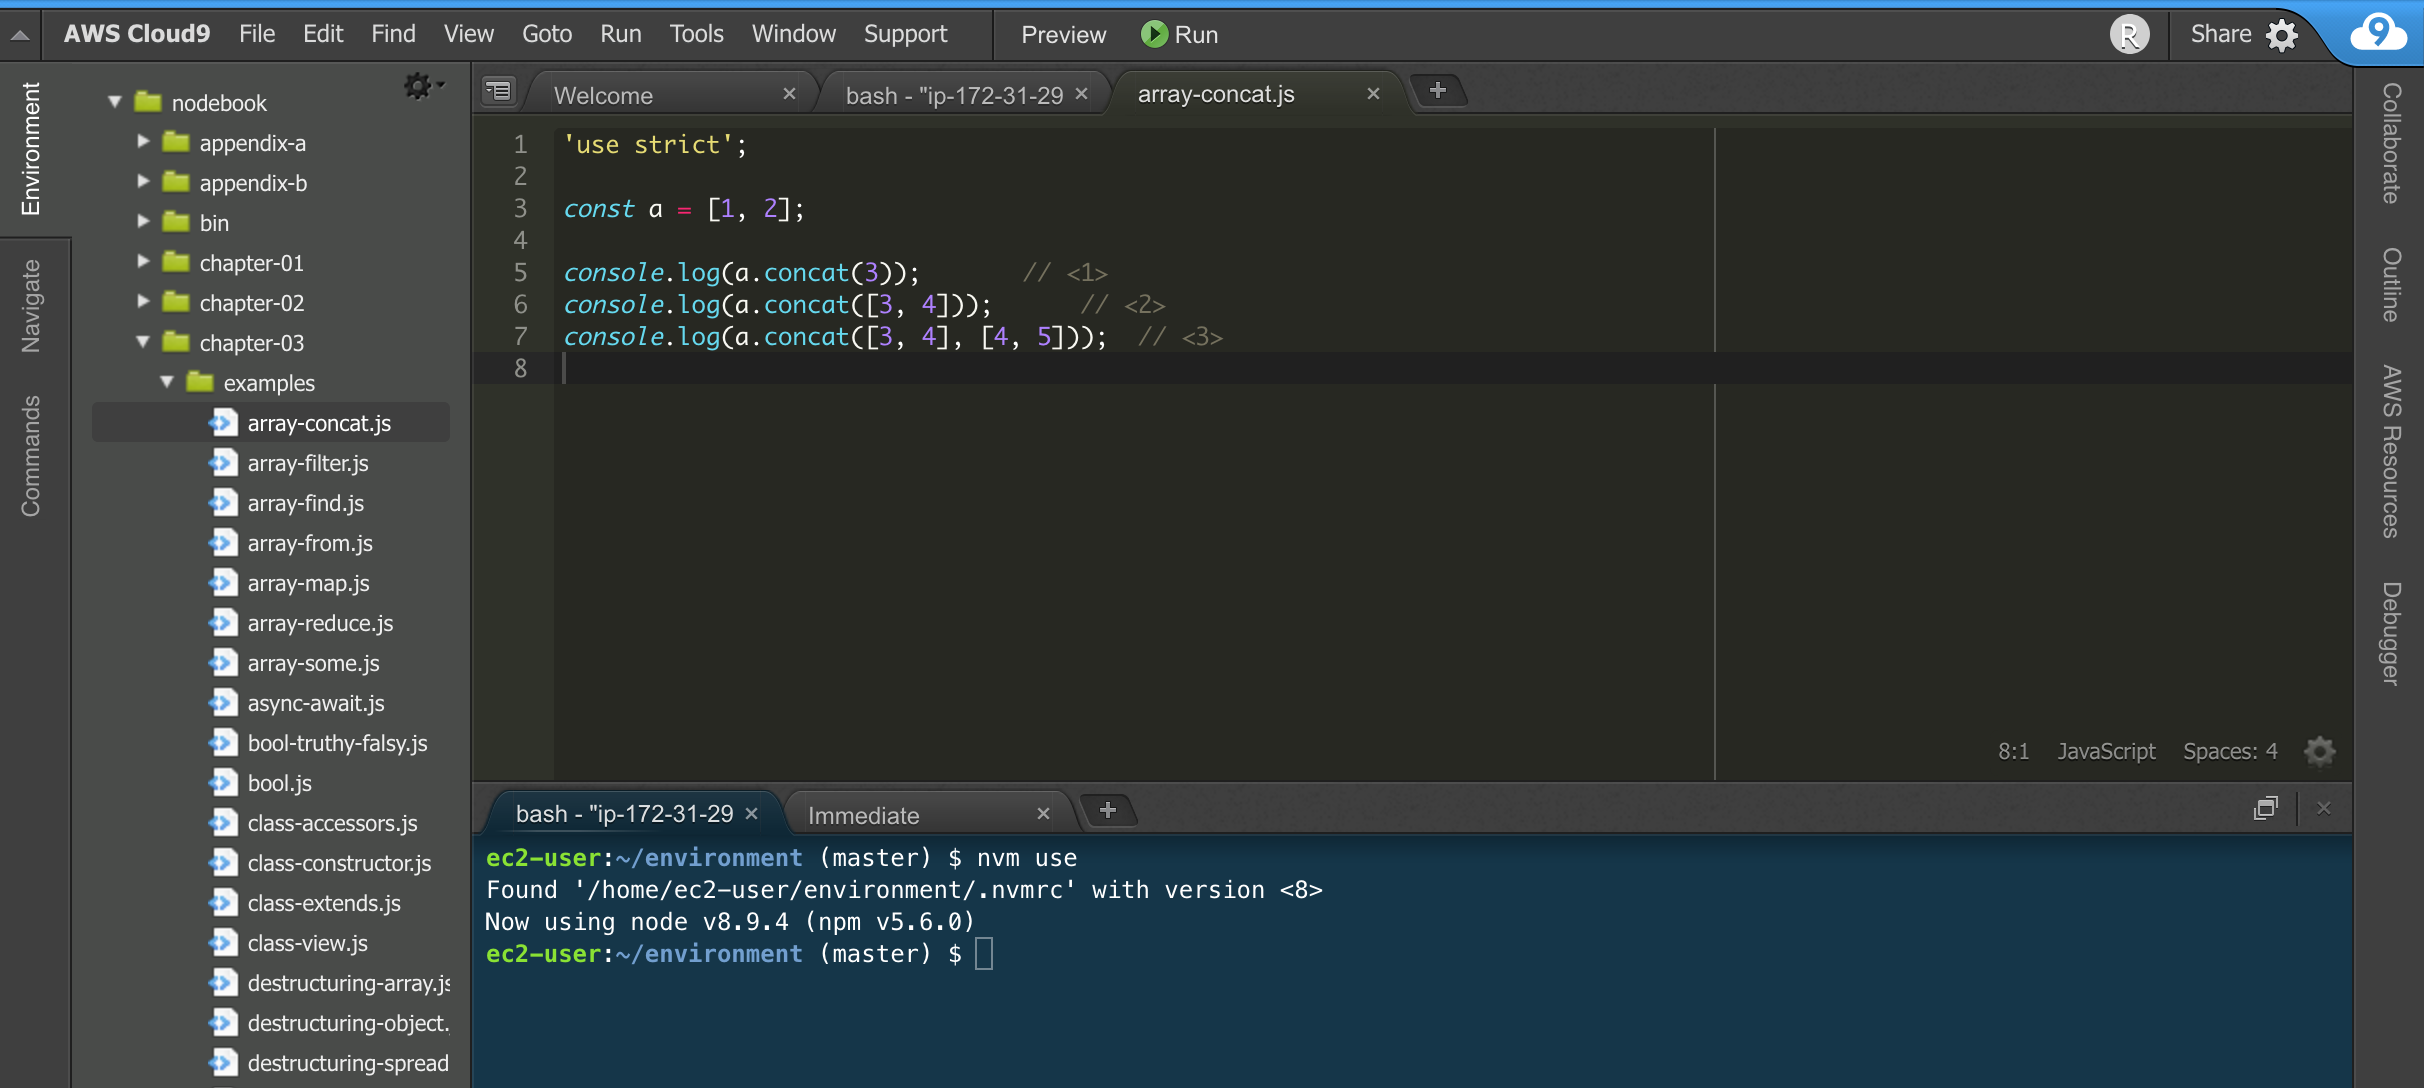 AWS Cloud9 File Edit Find View Goto Run Tools Window Support Preview Run R Share 9
Environment
Navigate
Commands
nodebook
appendix-a
appendix-b
bin
chapter-01
chapter-02
chapter-03
examples
array-concat.js
array-filter.js
array-find.js
array-from.js
array-map.js
array-reduce.js
array-some.js
async-await.js
bool-truthy-falsy.js
bool.js
class-accessors.js
class-constructor.js
class-extends.js
class-view.js
destructuring-array.js
destructuring-object.
destructuring-spread
Welcome bash - "ip-172-31-29 array-concat.js
1 'use strict';
2
3 const a = [1, 2];
4
5 console.log(a.concat(3)); // <1>
6 console.log(a.concat([3, 4])); // <2>
7 console.log(a.concat([3, 4], [4, 5])); // <3>
8
8:1 JavaScript Spaces: 4
bash - "ip-172-31-29 Immediate
ec2-user:~/environment (master) $ nvm use
Found '/home/ec2-user/environment/.nvmrc' with version <8>
Now using node v8.9.4 (npm v5.6.0)
ec2-user:~/environment (master) $
Collaborate
Outline
AWS Resources
Debugger